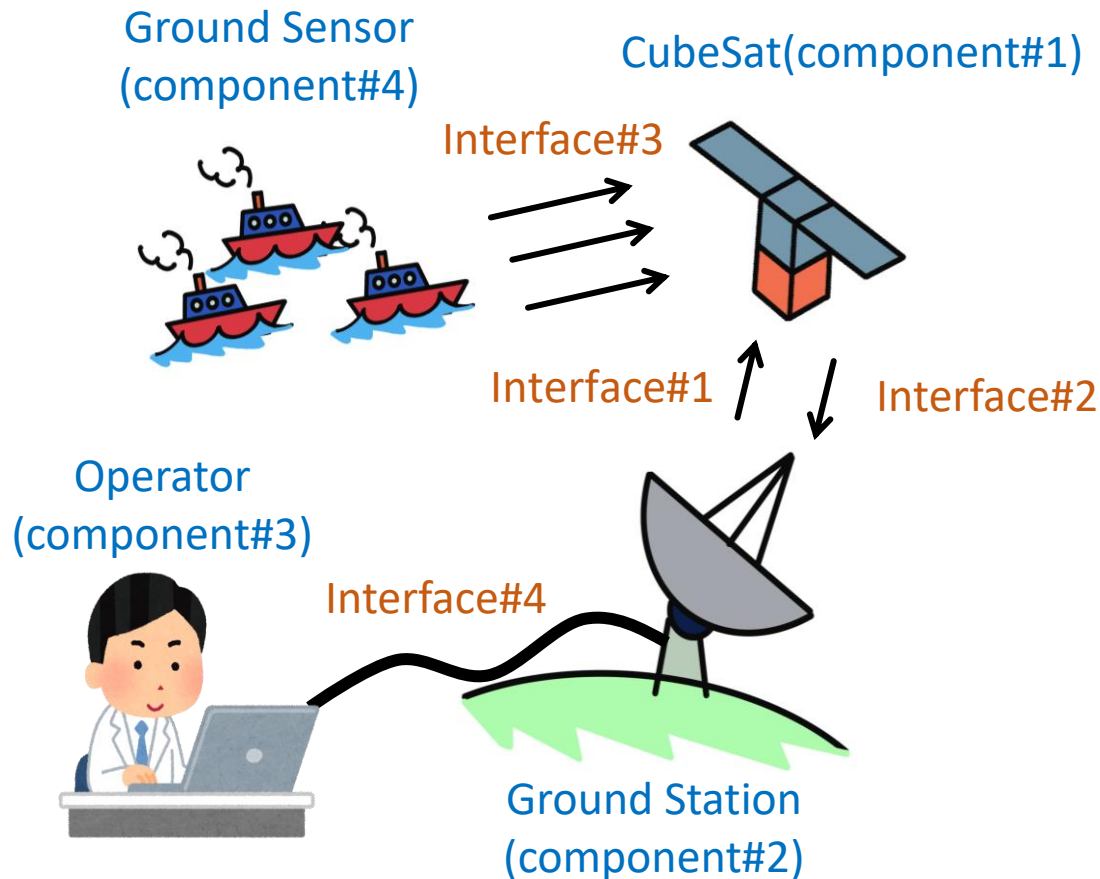 Ground Sensor
(component#4)
CubeSat(component#1)
Interface#3
Interface#1
Interface#2
Operator
(component#3)
Interface#4
Ground Station
(component#2)